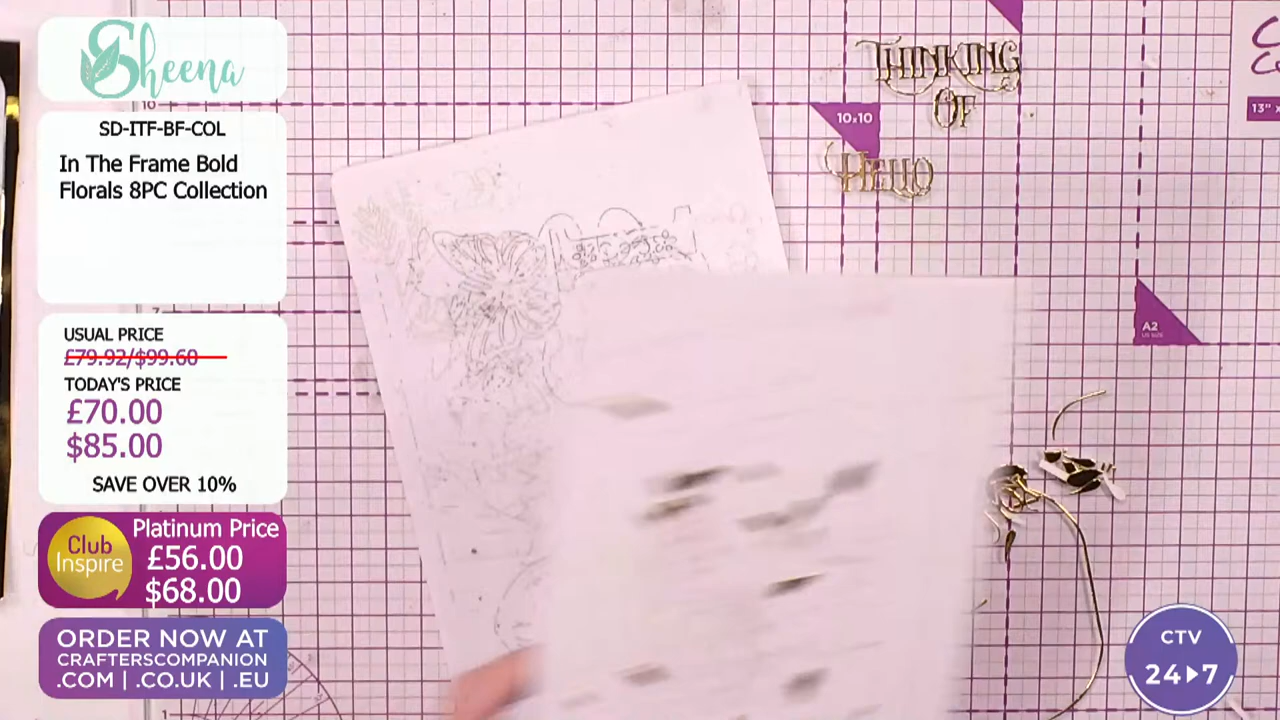 Sheena
SD-ITF-BF-COL
In The Frame Bold
Florals 8PC Collection
USUAL PRICE
£79.92/$99.60
TODAY'S PRICE
£70.00
$85.00
SAVE OVER 10%
Club
Inspire
Platinum Price
£56.00
$68.00
ORDER NOW AT
CRAFTERSCOMPANION
.COM | .CO.UK | .EU
10
THINKING
OF
10x10
HELLO
13" x
A2
CTV
24▶7